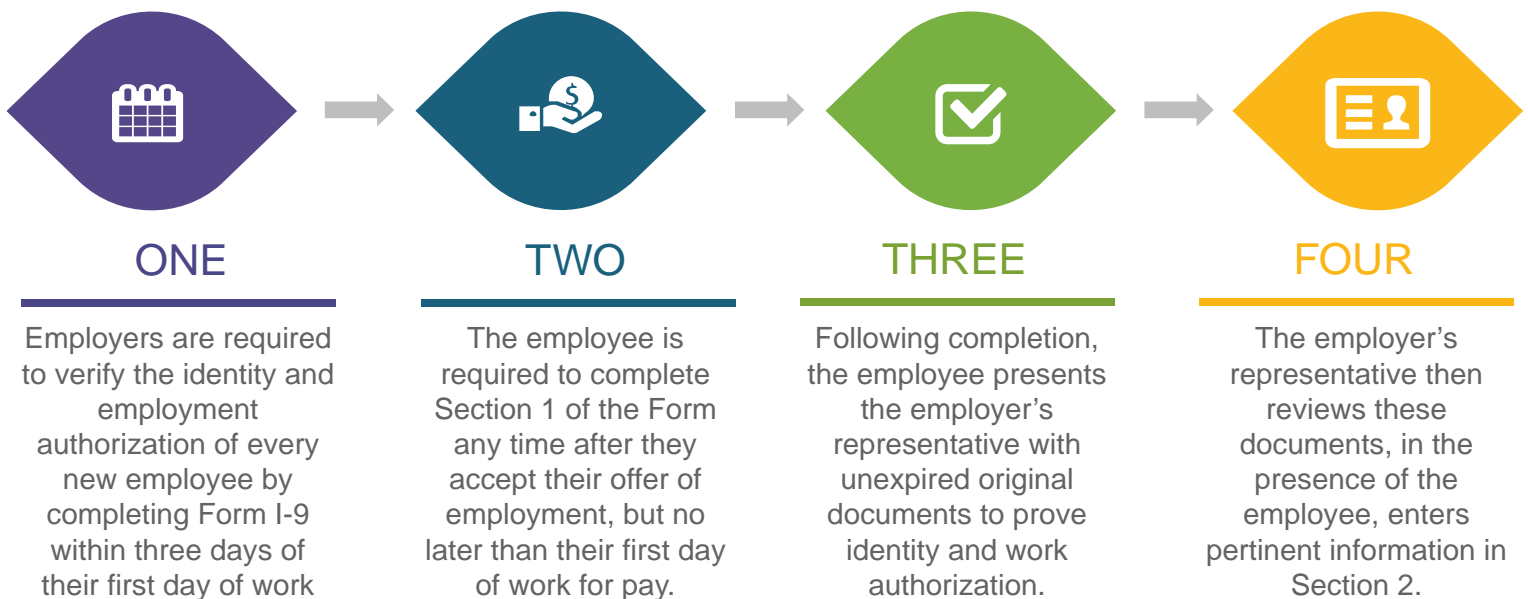 ONE
Employers are required
to verify the identity and
employment
authorization of every
new employee by
completing Form I-9
within three days of
their first day of work
TWO
The employee is
required to complete
Section 1 of the Form
any time after they
accept their offer of
employment, but no
later than their first day
of work for pay.
THREE
Following completion,
the employee presents
the employer’s
representative with
unexpired original
documents to prove
identity and work
authorization.
FOUR
The employer’s
representative then
reviews these
documents, in the
presence of the
employee, enters
pertinent information in
Section 2.
$